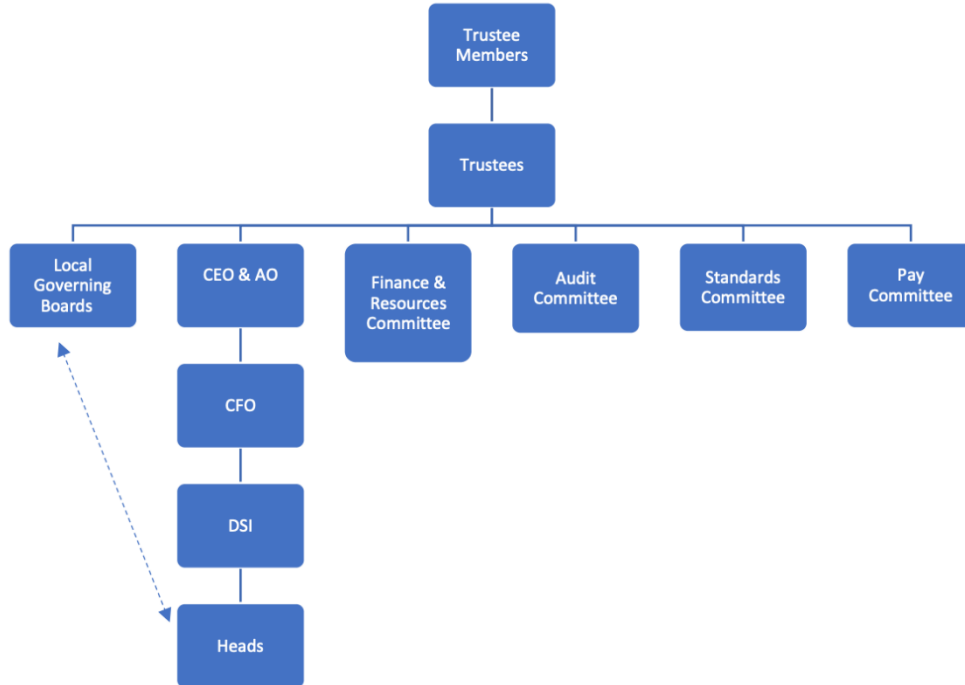 Trustee
Members
Trustees
Local
Governing
Boards
CEO & AO
Finance &
Resources
Committee
Audit
Committee
Standards
Committee
Pay
Committee
CFO
DSI
Heads